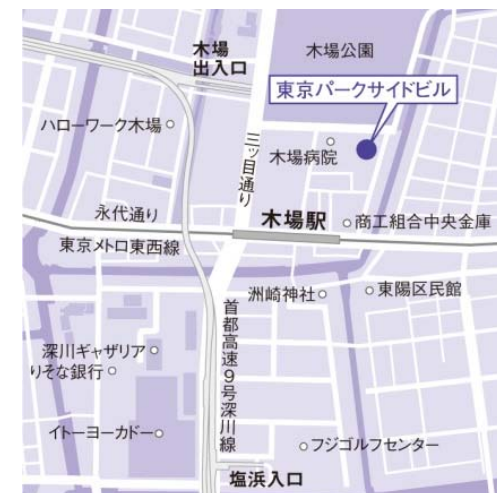 木場
出入口
木場公園
東京パークサイドビル
ハローワーク木場
三ッ目通り
木場病院
永代通り
木場駅
商工組合中央金庫
東京メトロ東西線
洲崎神社
東陽区民館
首都高速9号深川線
深川ギャザリア
りそな銀行
イトーヨーカドー
フジゴルフセンター
塩浜入口